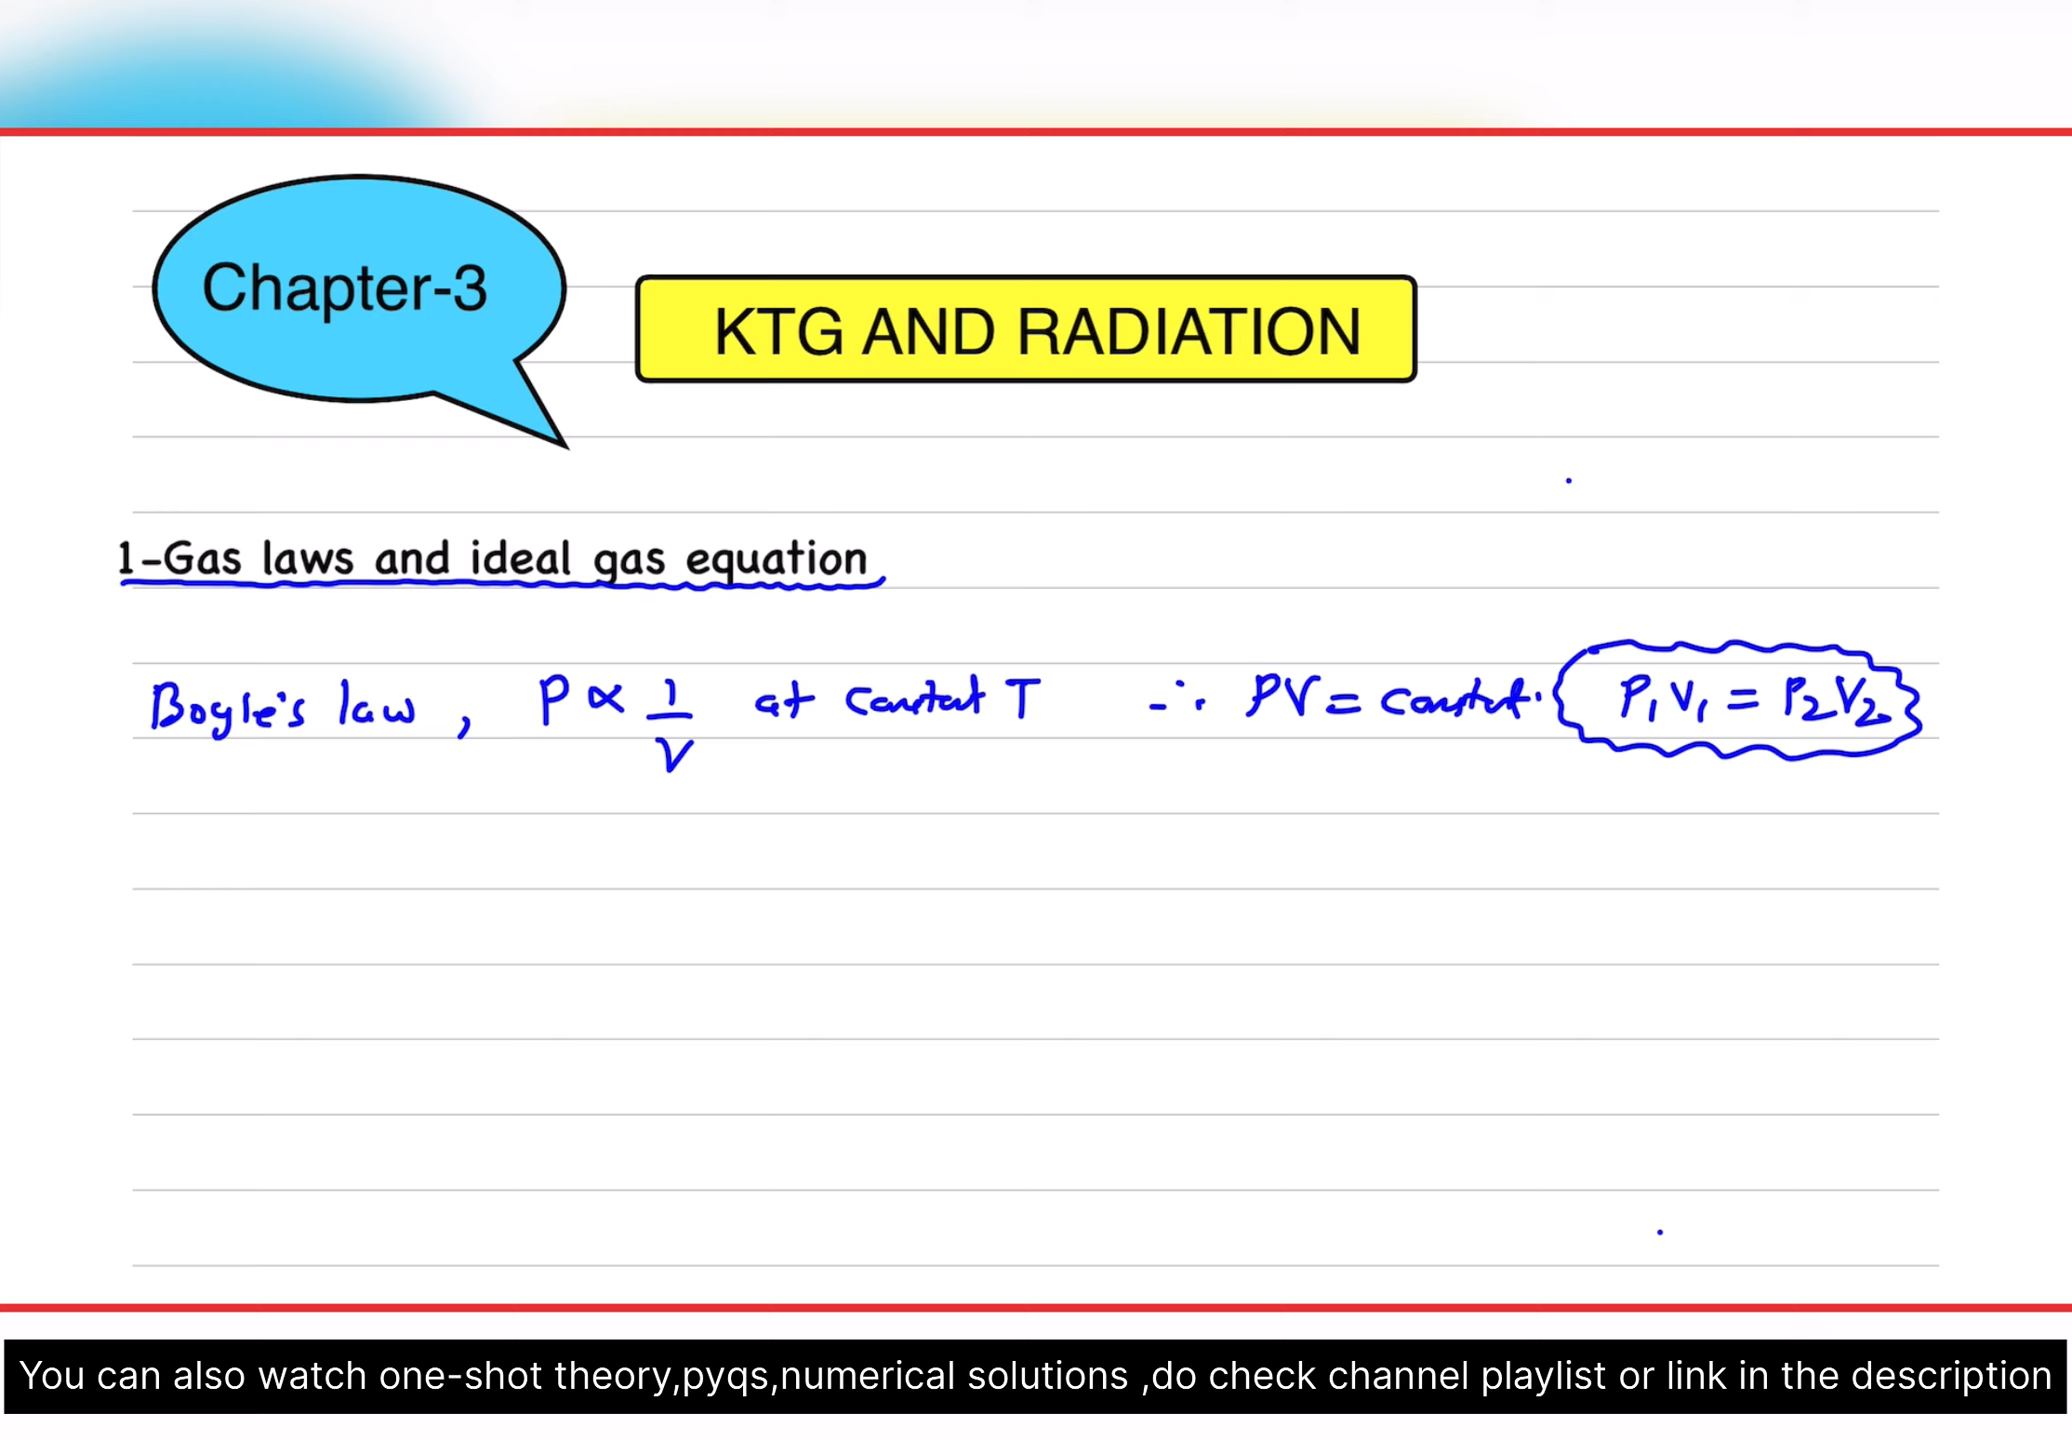 Chapter-3
KTG AND RADIATION
1-Gas laws and ideal gas equation
Boyle's law, P ∝ 1/V at constant T ∴ PV = constant. P₁V₁ = P₂V₂
You can also watch one-shot theory,pyqs,numerical solutions ,do check channel playlist or link in the description